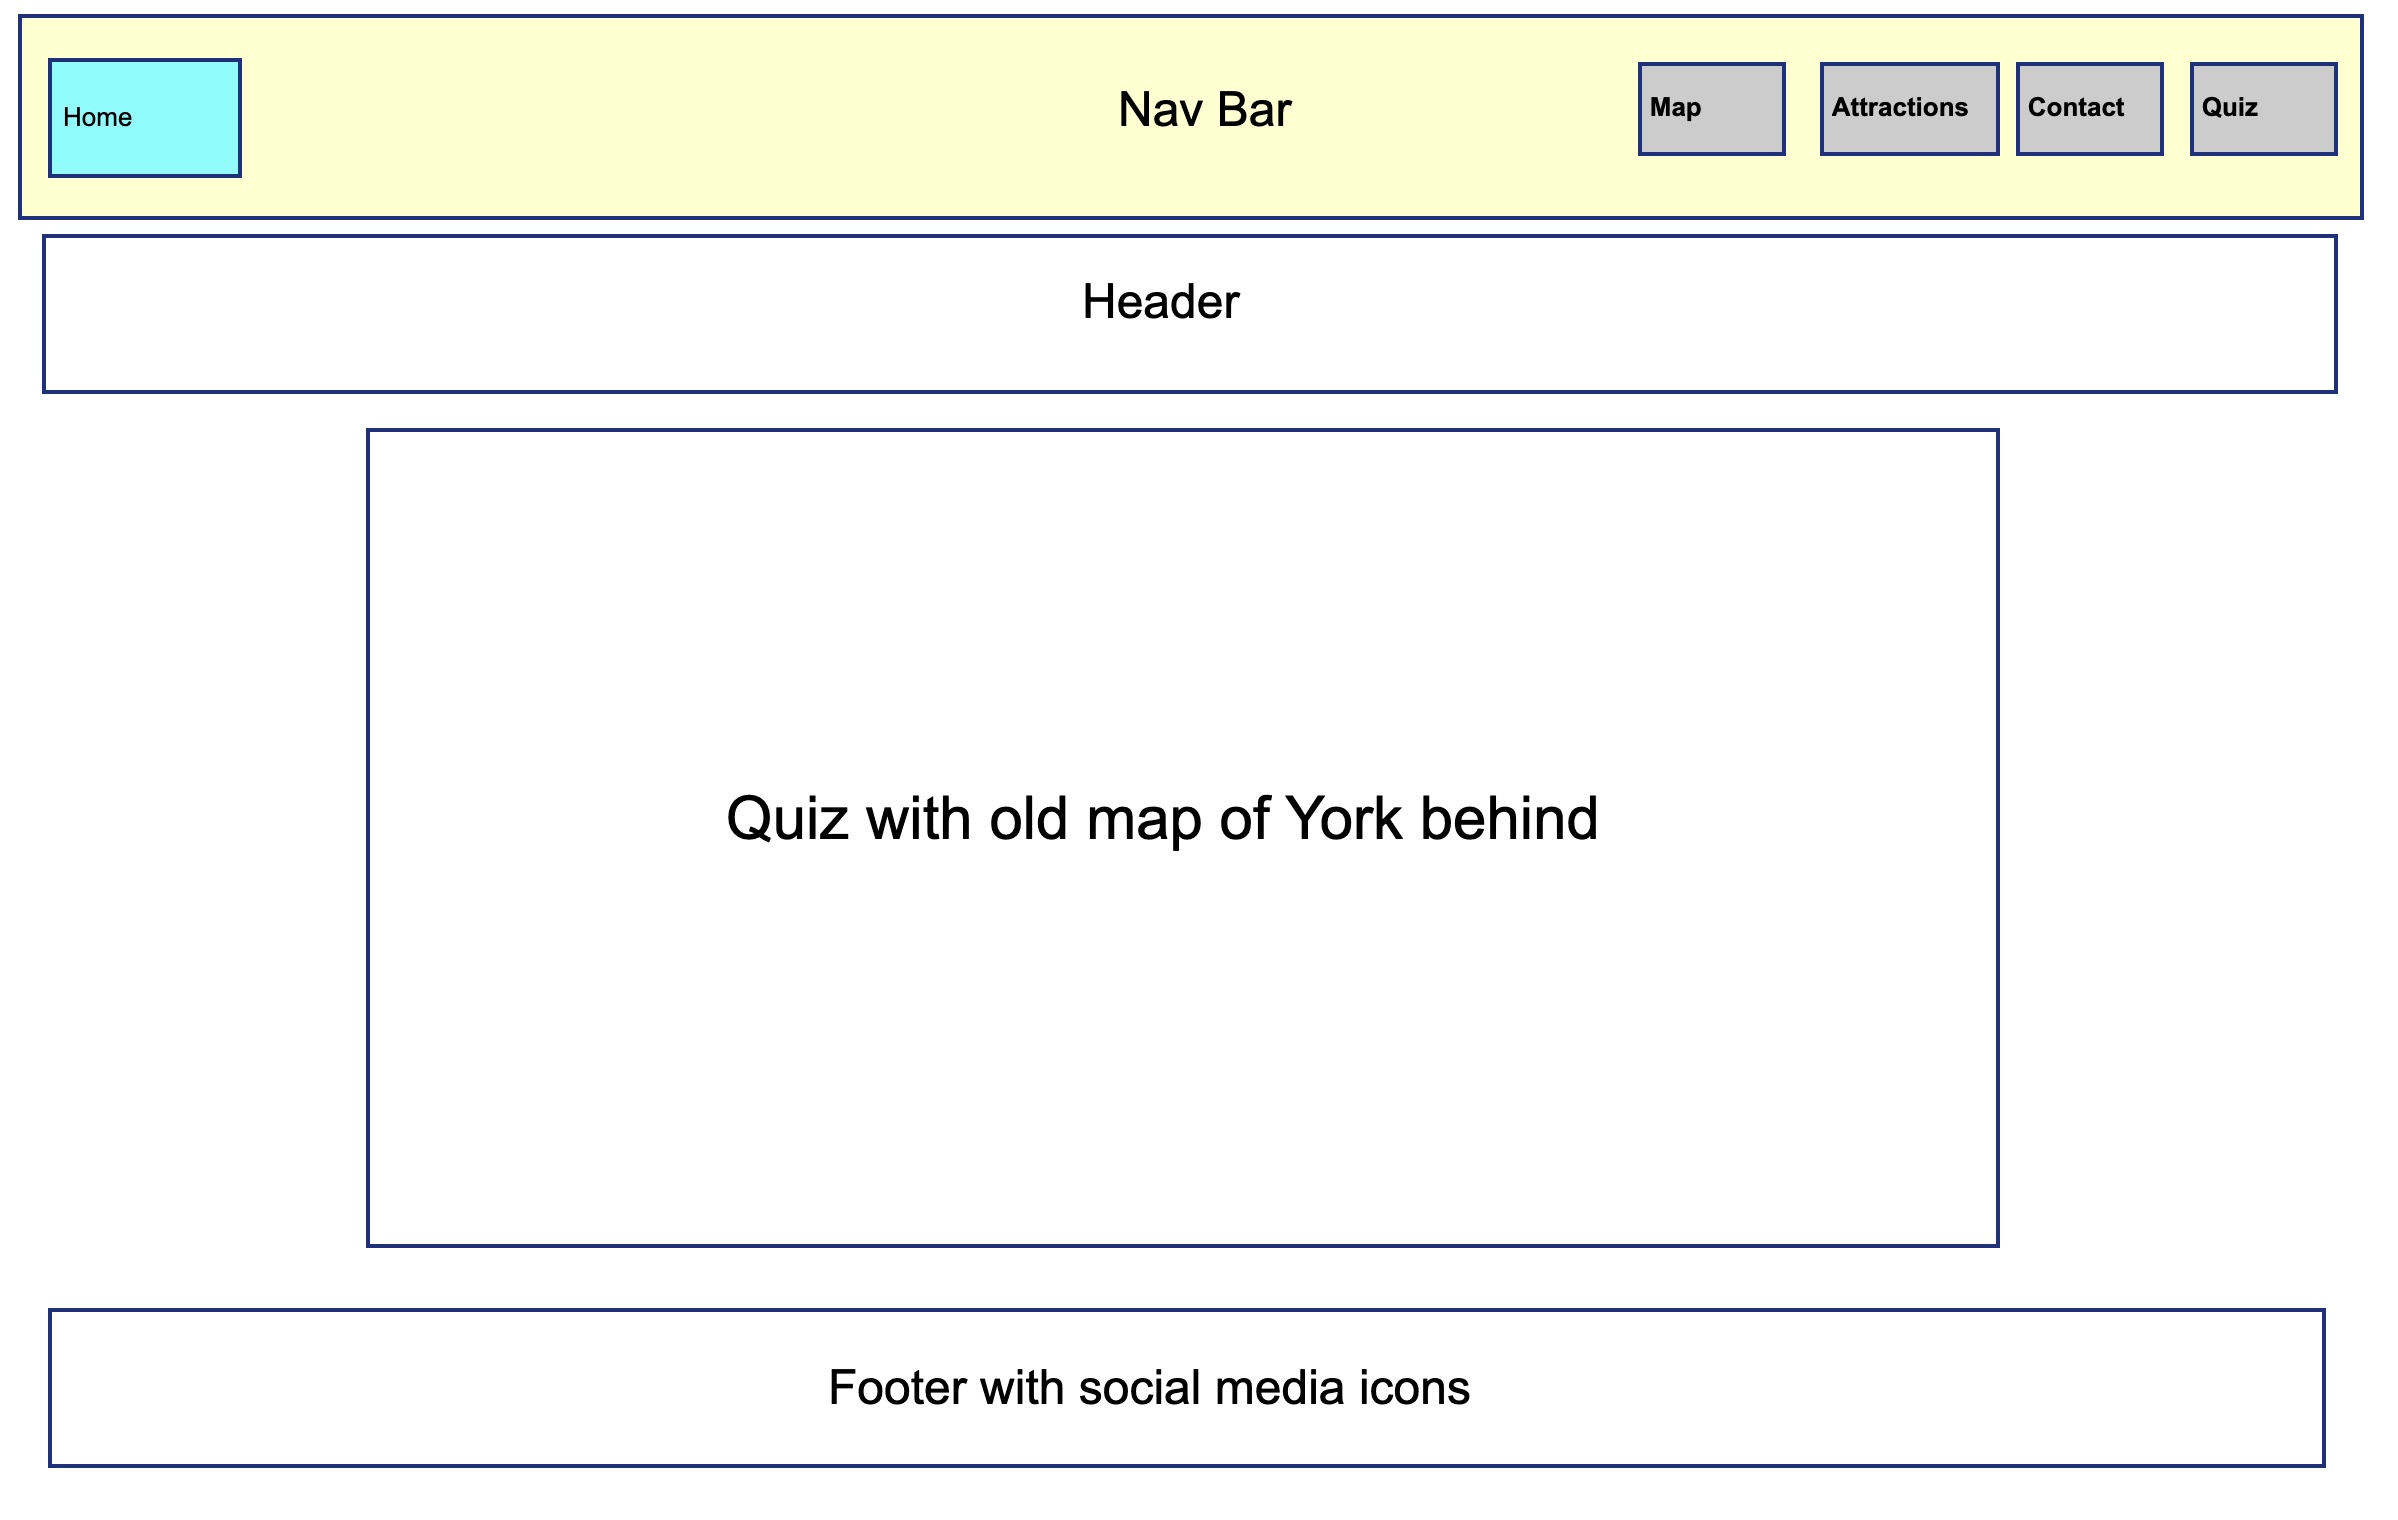 Home
Nav Bar
Map
Attractions
Contact
Quiz
Header
Quiz with old map of York behind
Footer with social media icons